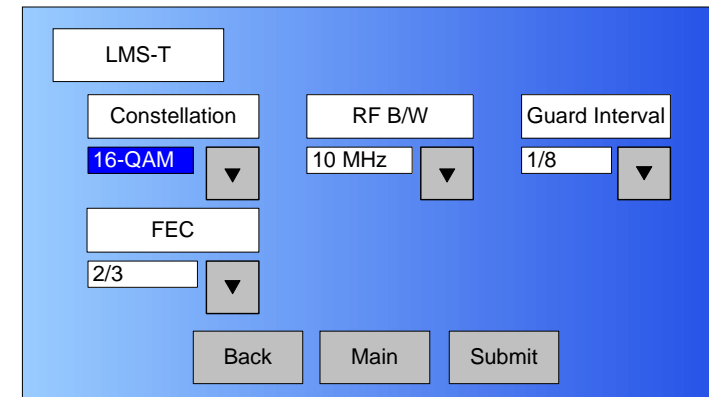 LMS-T
Constellation RF B/W Guard Interval
16-QAM 10 MHz 1/8
FEC
2/3
Back Main Submit